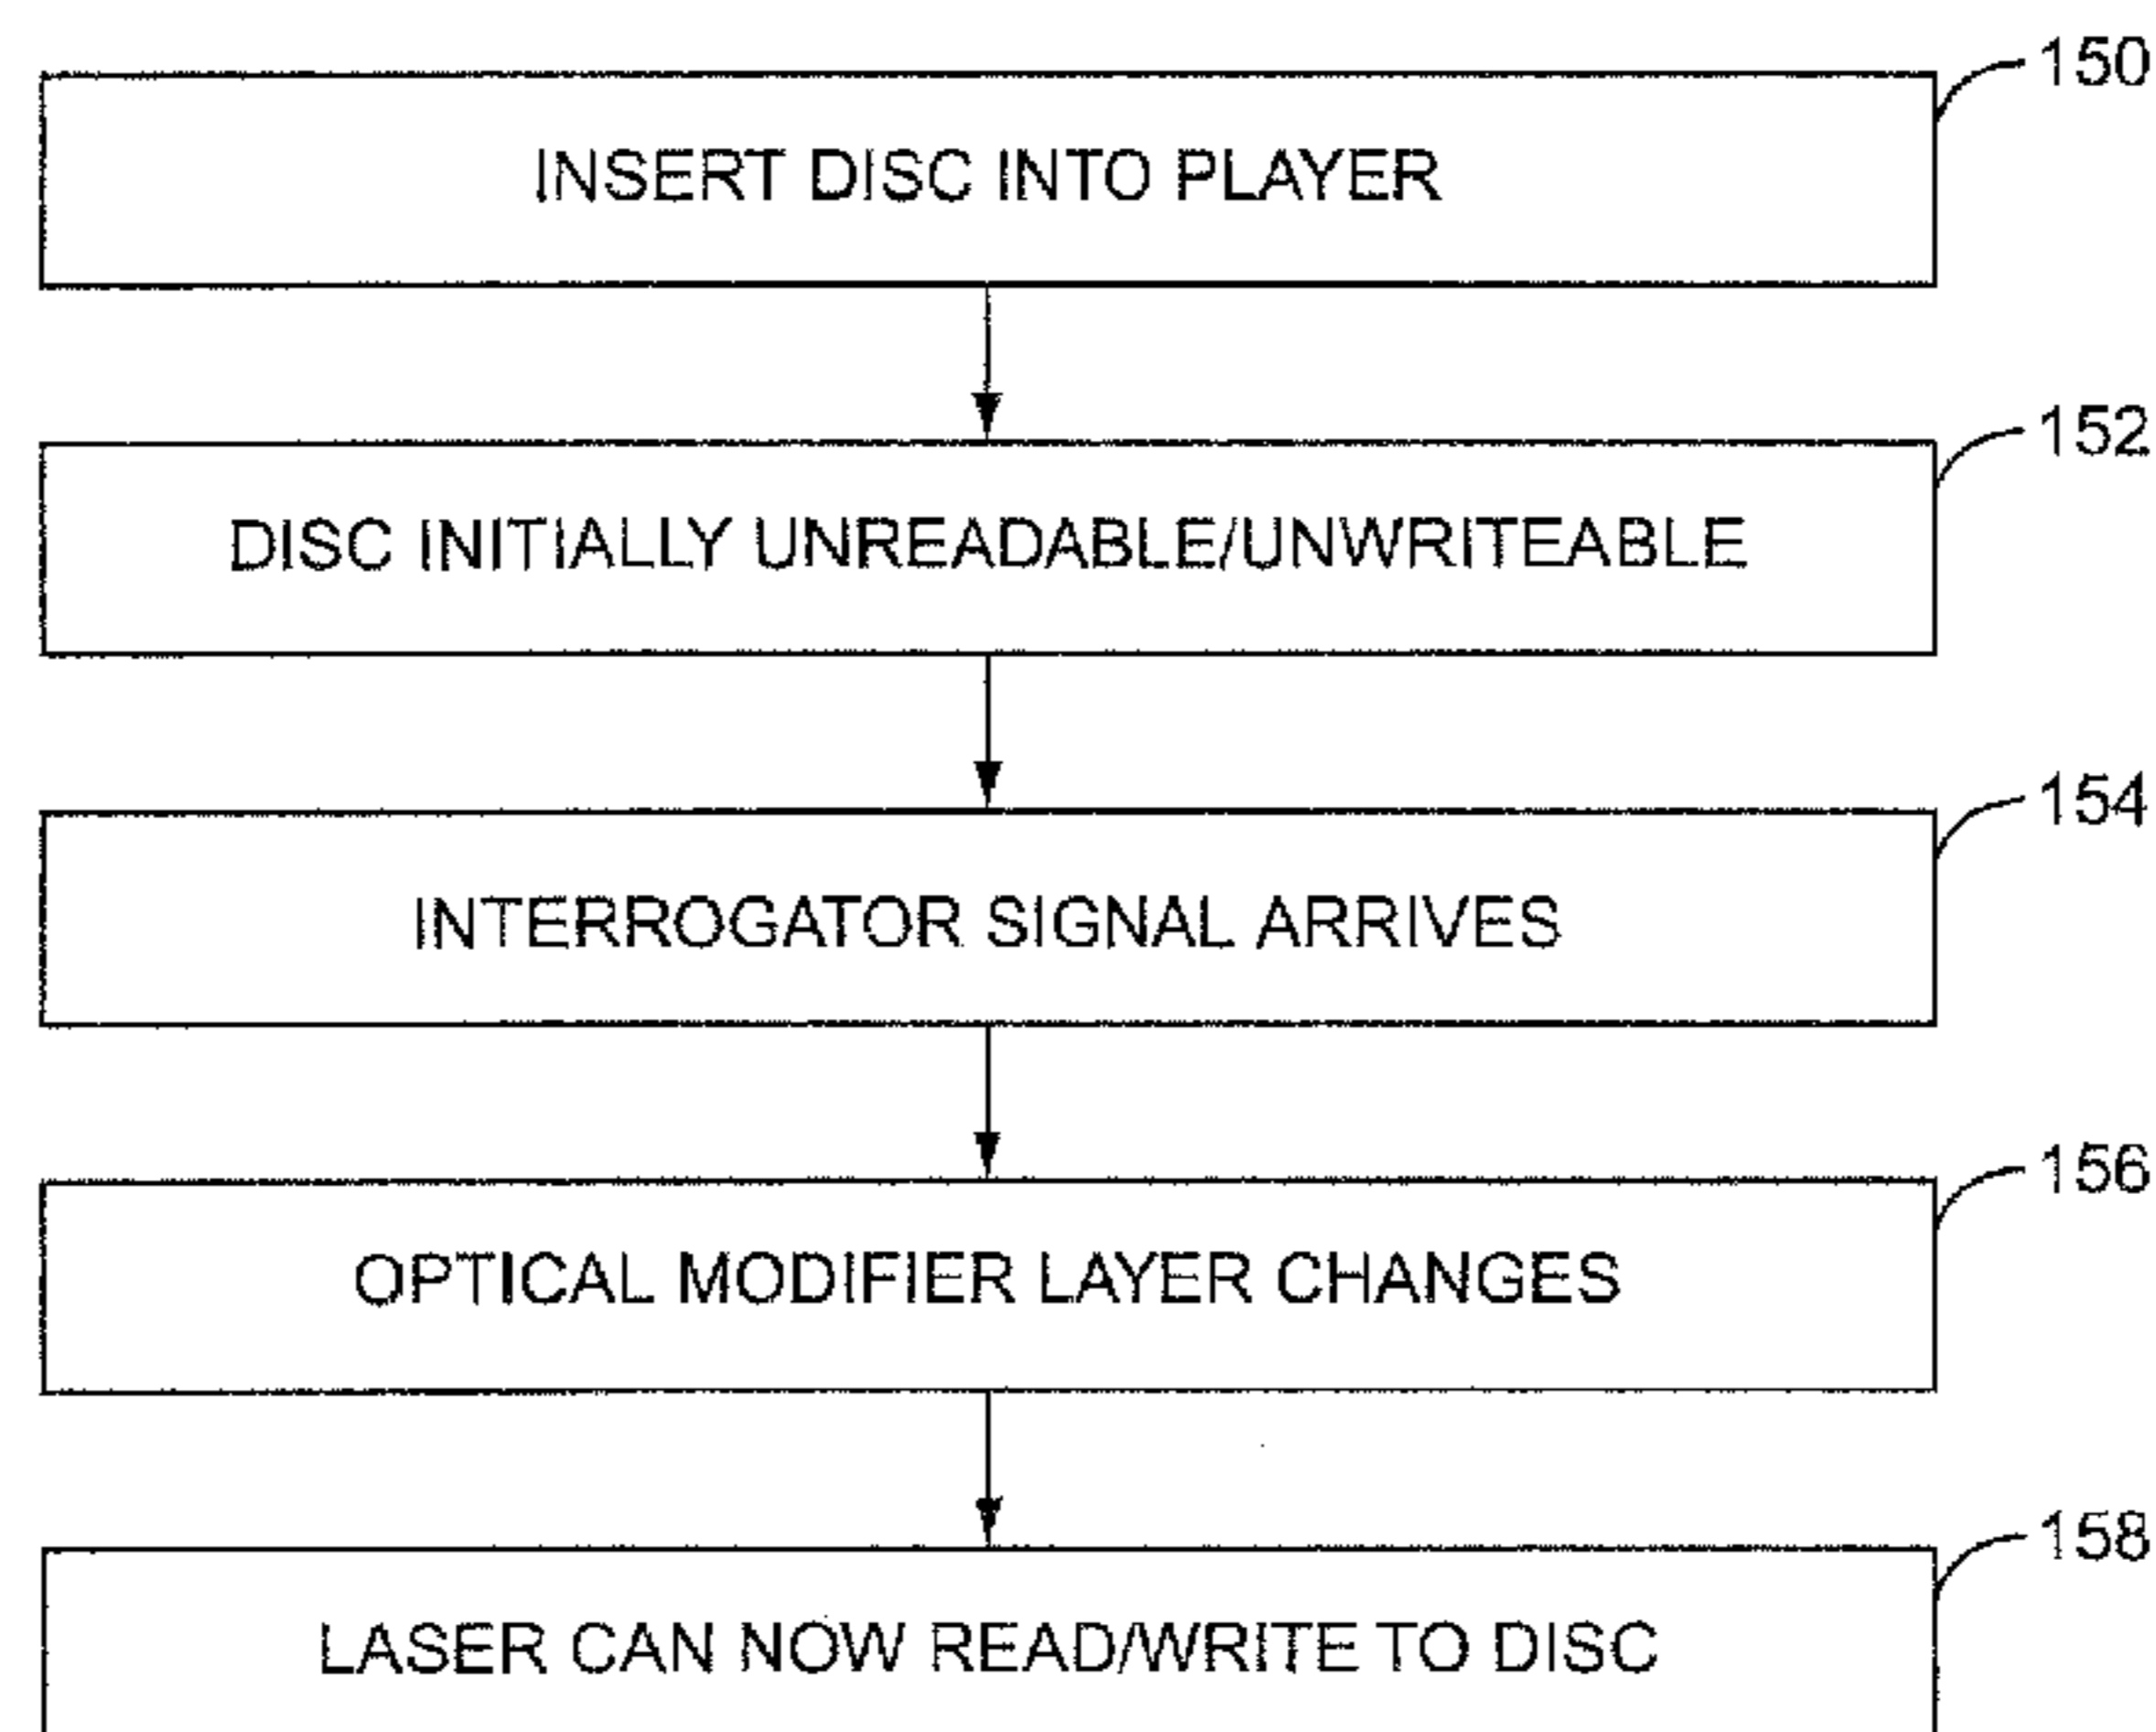 150
INSERT DISC INTO PLAYER
152
DISC INITIALLY UNREADABLE/UNWRITEABLE
154
INTERROGATOR SIGNAL ARRIVES
156
OPTICAL MODIFIER LAYER CHANGES
158
LASER CAN NOW READ/WRITE TO DISC